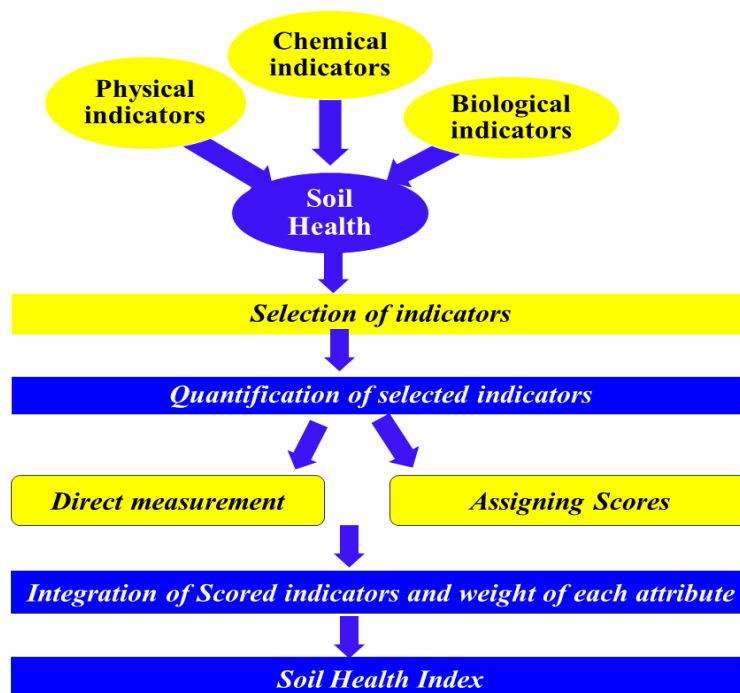 Chemical
indicators
Physical
indicators
Biological
indicators
Soil
Health
Selection of indicators
Quantification of selected indicators
Direct measurement
Assigning Scores
Integration of Scored indicators and weight of each attribute
Soil Health Index